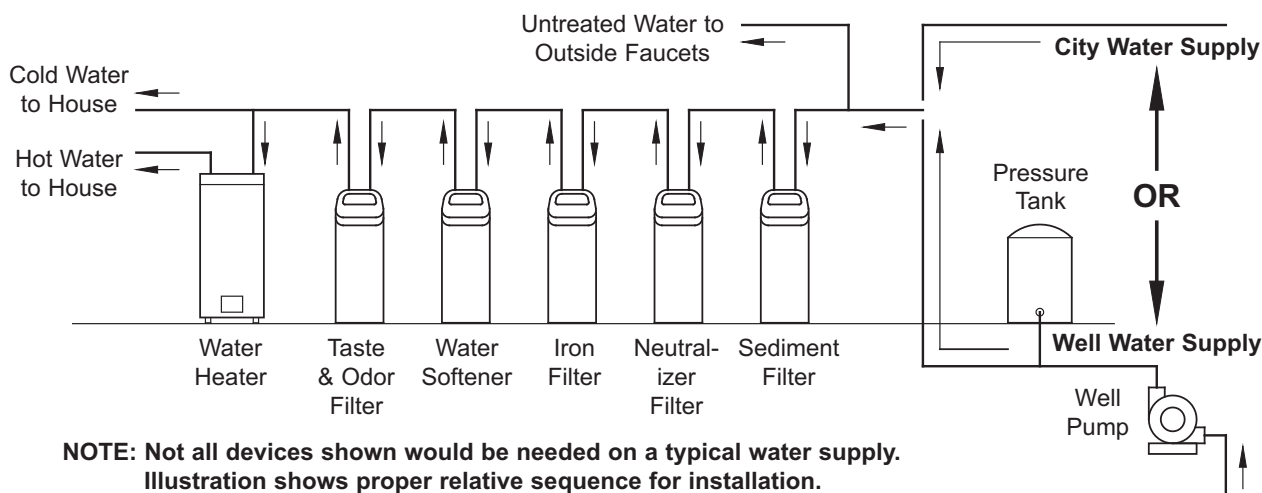 Untreated Water to
Outside Faucets
City Water Supply
Cold Water
to House
Hot Water
to House
Pressure
Tank
OR
Well Water Supply
Water
Heater
Taste
& Odor
Filter
Water
Softener
Iron
Filter
Neutral-
izer
Filter
Sediment
Filter
Well
Pump
NOTE: Not all devices shown would be needed on a typical water supply.
Illustration shows proper relative sequence for installation.